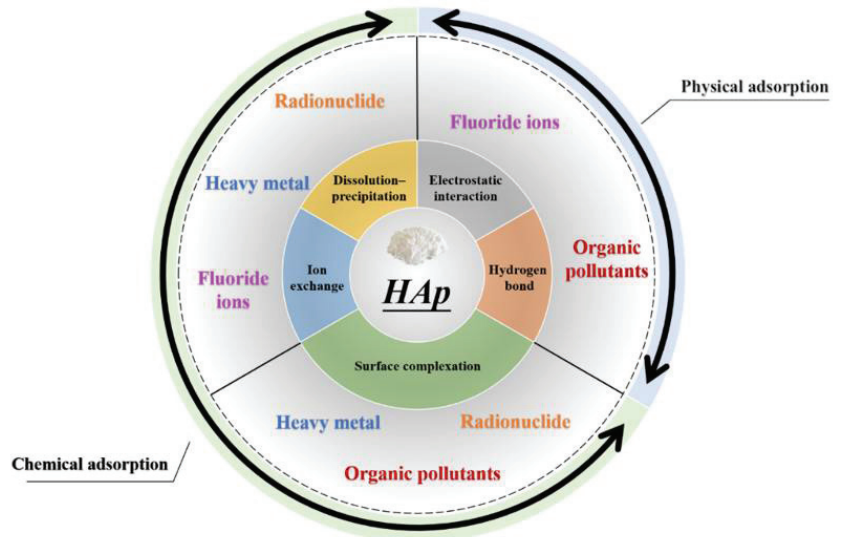 Radionuclide
Fluoride ions
Physical adsorption
Heavy metal
Dissolution–
precipitation
Electrostatic
interaction
Fluoride
ions
Ion
exchange
HAp
Hydrogen
bond
Organic
pollutants
Surface complexation
Heavy metal
Radionuclide
Organic pollutants
Chemical adsorption